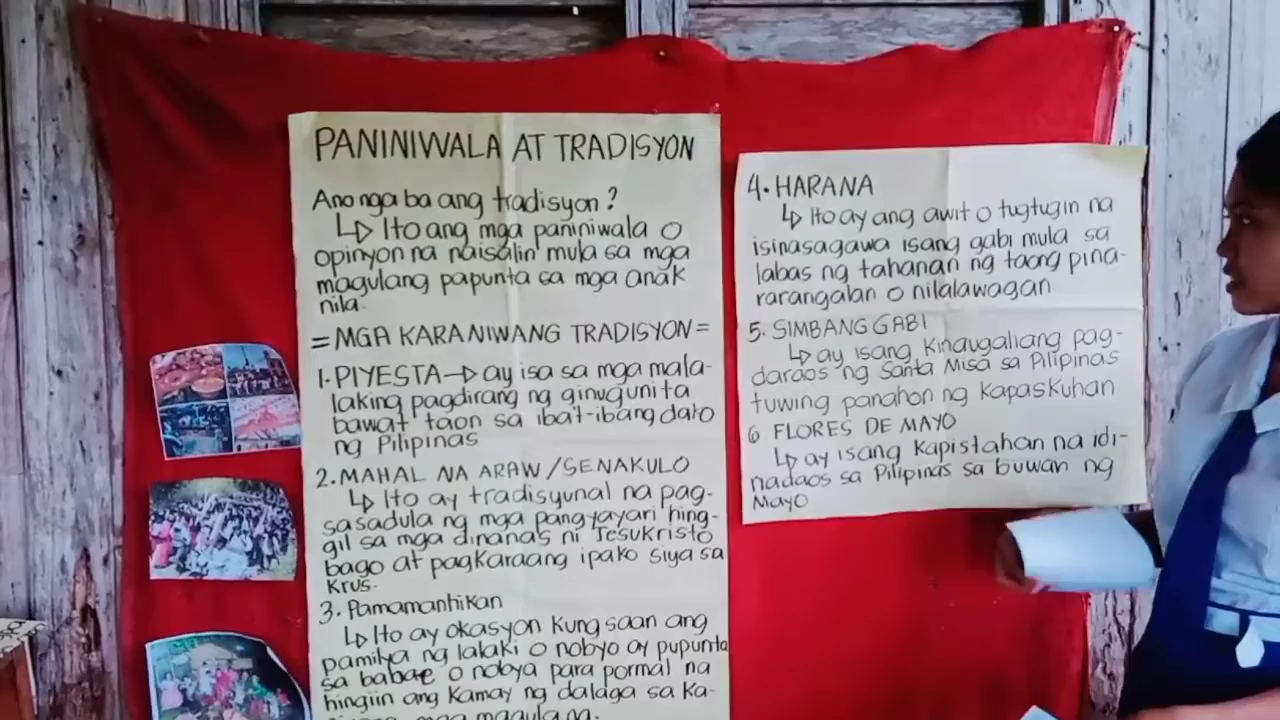 PANINIWALA AT TRADISYON
Ano nga ba ang tradisyon?
↳ Ito ang mga paniniwala o
opinyon na naisalin mula sa mga
magulang papunta sa mga anak
nila.
=MGA KARANIWANG TRADISYON=
1. PIYESTA → ay isa sa mga mala-
laking pagdirang ng ginugunita
bawat taon sa ibat-ibang dako
ng Pilipinas
2. MAHAL NA ARAW/SENAKULO
↳ Ito ay tradisyunal na pag-
sasadula ng mga pangyayari hing-
gil sa mga dinanas ni Jesukristo
bago at pagkaraang ipako siya sa
krus.
3. Pamamanhikan
↳ Ito ay okasyon kung saan ang
pamilya ng lalaki o nobyo ay pupunta
sa babae o nobya para pormal na
hingiin ang kamay ng dalaga sa ka-
mga magulang.
4. HARANA
↳ Ito ay ang awit o tugtugin na
isinasagawa isang gabi mula sa
labas ng tahanan ng taong pina-
rarangalan o nilalawagan
5. SIMBANG GABI
↳ ay isang kinaugaliang pag-
daraos ng Santa Misa sa Pilipinas
tuwing panahon ng kapaskuhan
6 FLORES DE MAYO
↳ ay isang kapistahan na idi-
nadaos sa Pilipinas sa buwan ng
Mayo